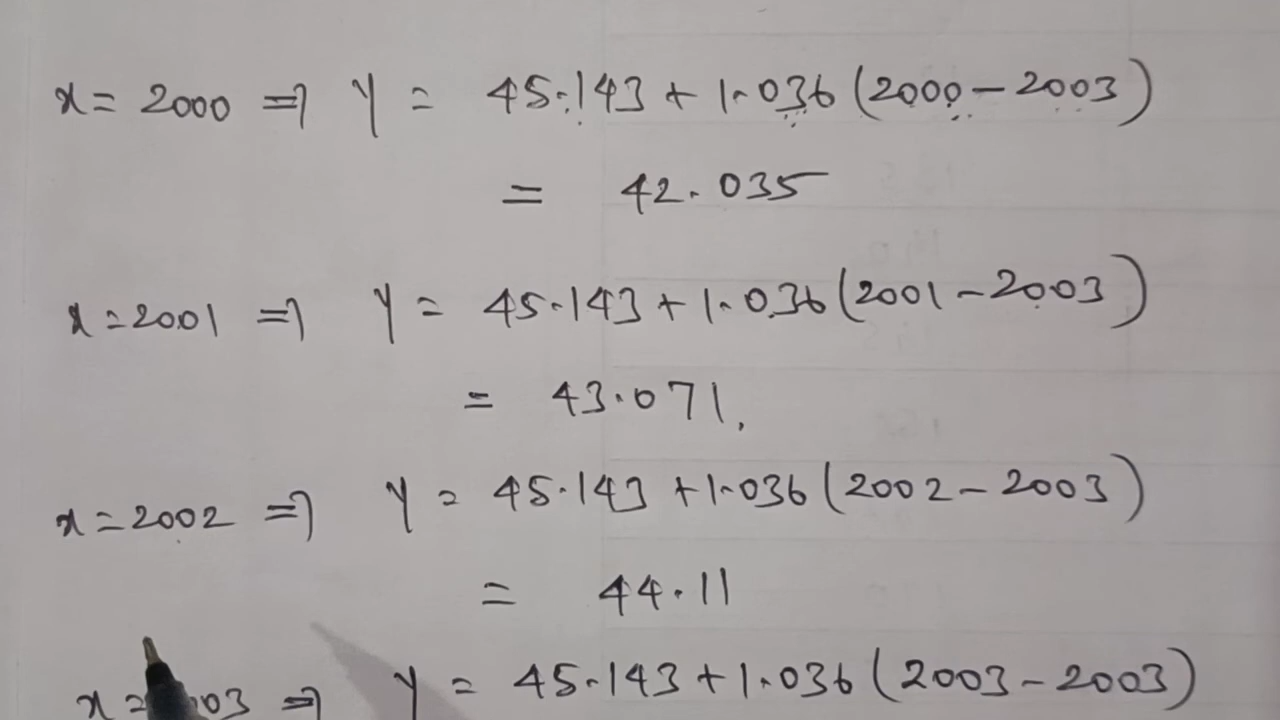 x = 2000 ⇒ Y = 45.143 + 1.036 (2000 - 2003)
= 42.035
x = 2001 ⇒ Y = 45.143 + 1.036 (2001 - 2003)
= 43.071,
x = 2002 ⇒ Y = 45.143 + 1.036 (2002 - 2003)
= 44.11
x = 03 ⇒ Y = 45.143 + 1.036 (2003 - 2003)